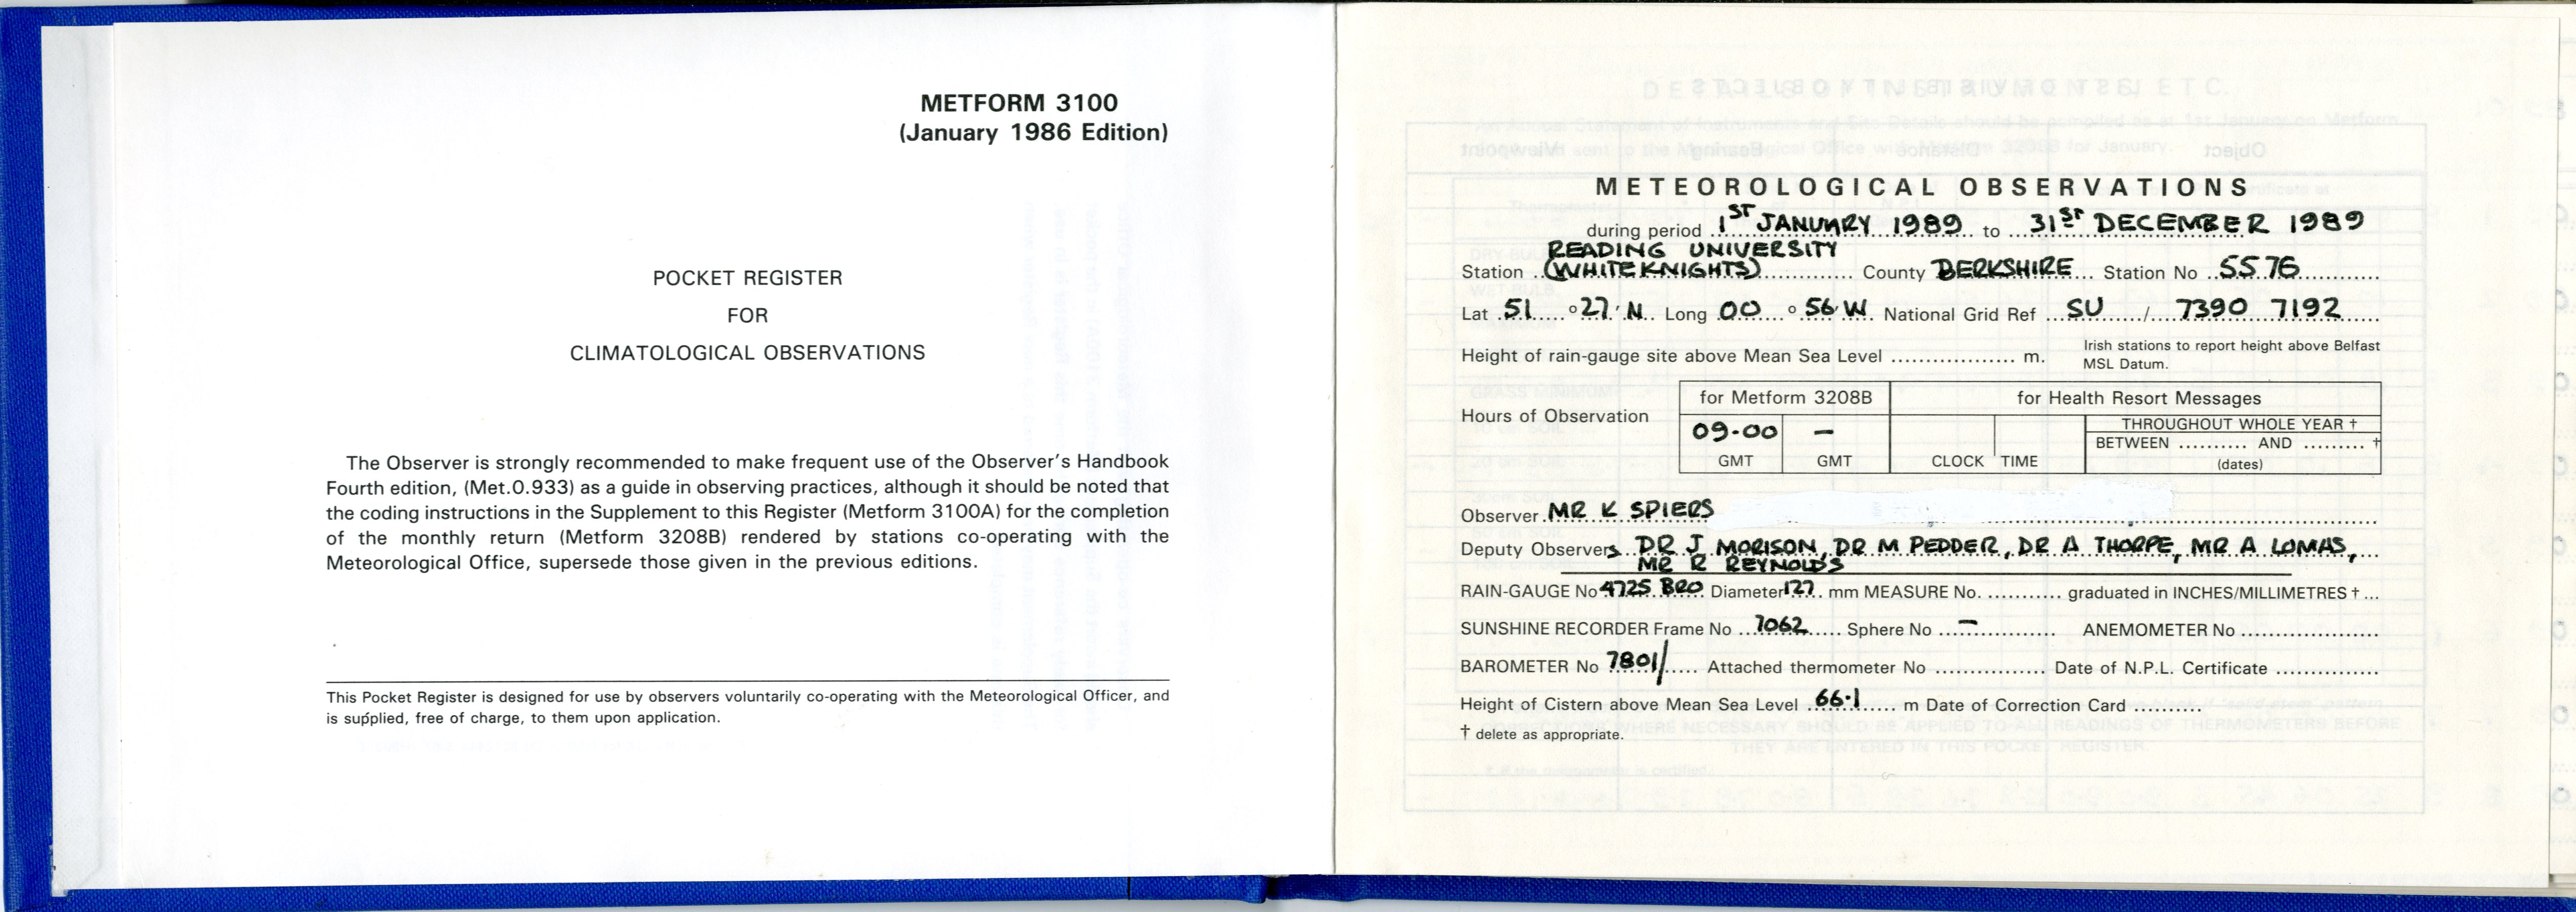 METFORM 3100
(January 1986 Edition)
POCKET REGISTER
FOR
CLIMATOLOGICAL OBSERVATIONS
The Observer is strongly recommended to make frequent use of the Observer's Handbook
Fourth edition, (Met.0.933) as a guide in observing practices, although it should be noted that
the coding instructions in the Supplement to this Register (Metform 3100A) for the completion
of the monthly return (Metform 3208B) rendered by stations co-operating with the
Meteorological Office, supersede those given in the previous editions.
This Pocket Register is designed for use by observers voluntarily co-operating with the Meteorological Officer, and
is supplied, free of charge, to them upon application.
METEOROLOGICAL OBSERVATIONS
during period 1ST JANUARY 1989 to 31ST DECEMBER 1989
READING UNIVERSITY
Station (WHITEKNIGHTS) County BERKSHIRE Station No 5576
Lat 51 ° 27 ' N Long 00 ° 56 ' W National Grid Ref SU / 7390 7192
Height of rain-gauge site above Mean Sea Level ................ m. Irish stations to report height above Belfast
MSL Datum.
for Metform 3208B for Health Resort Messages
Hours of Observation
09·00 – THROUGHOUT WHOLE YEAR †
BETWEEN .......... AND ......... †
GMT GMT CLOCK TIME (dates)
Observer MR K SPIERS
Deputy Observers DR J MORISON, DR M PEDDER, DR A THORPE, MR A LOMAS,
MR R REYNOLDS
RAIN-GAUGE No 4725 BRO Diameter 127 mm MEASURE No. ........... graduated in INCHES/MILLIMETRES † ...
SUNSHINE RECORDER Frame No 7062 Sphere No – ANEMOMETER No .....................
BAROMETER No 7801/ Attached thermometer No ................ Date of N.P.L. Certificate ...............
Height of Cistern above Mean Sea Level 66·1 m Date of Correction Card .........
† delete as appropriate.